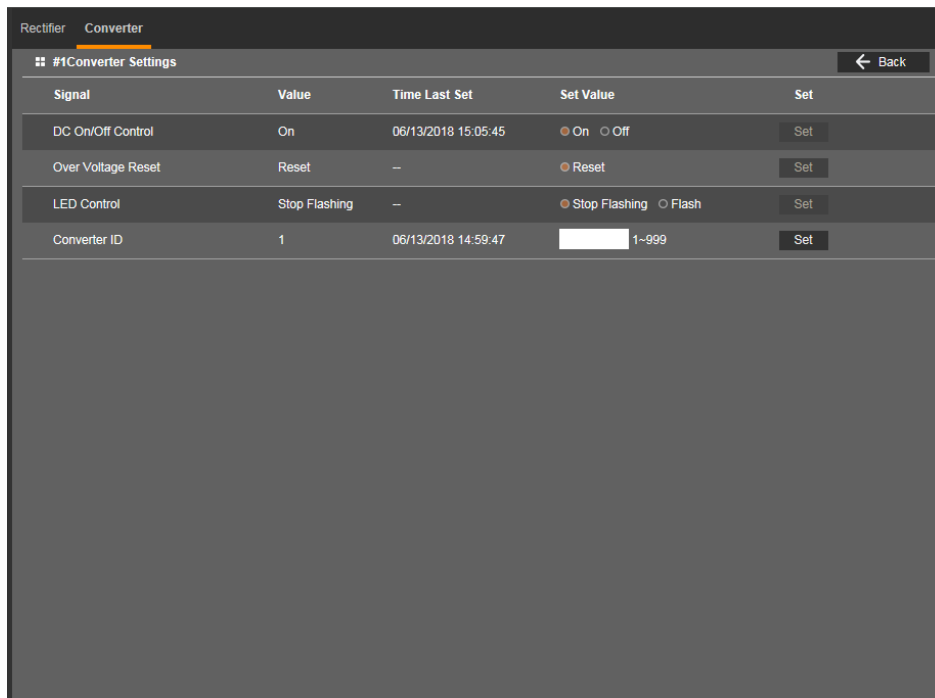 Rectifier Converter
#1Converter Settings Back
Signal Value Time Last Set Set Value Set
DC On/Off Control On 06/13/2018 15:05:45 On Off Set
Over Voltage Reset Reset -- Reset Set
LED Control Stop Flashing -- Stop Flashing Flash Set
Converter ID 1 06/13/2018 14:59:47 1~999 Set